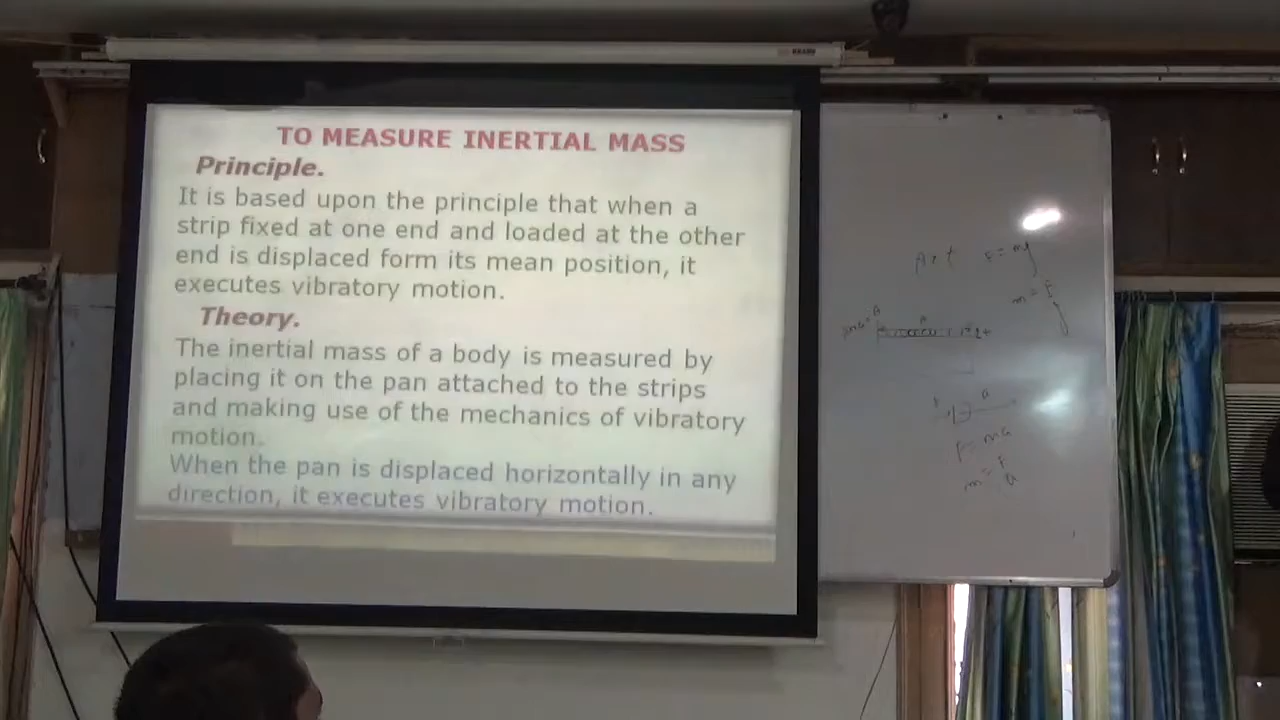 TO MEASURE INERTIAL MASS
Principle.
It is based upon the principle that when a
strip fixed at one end and loaded at the other
end is displaced form its mean position, it
executes vibratory motion.
Theory.
The inertial mass of a body is measured by
placing it on the pan attached to the strips
and making use of the mechanics of vibratory
motion.
When the pan is displaced horizontally in any
direction, it executes vibratory motion.
F = mg
m = F
g
a
F = ma
m = F
a